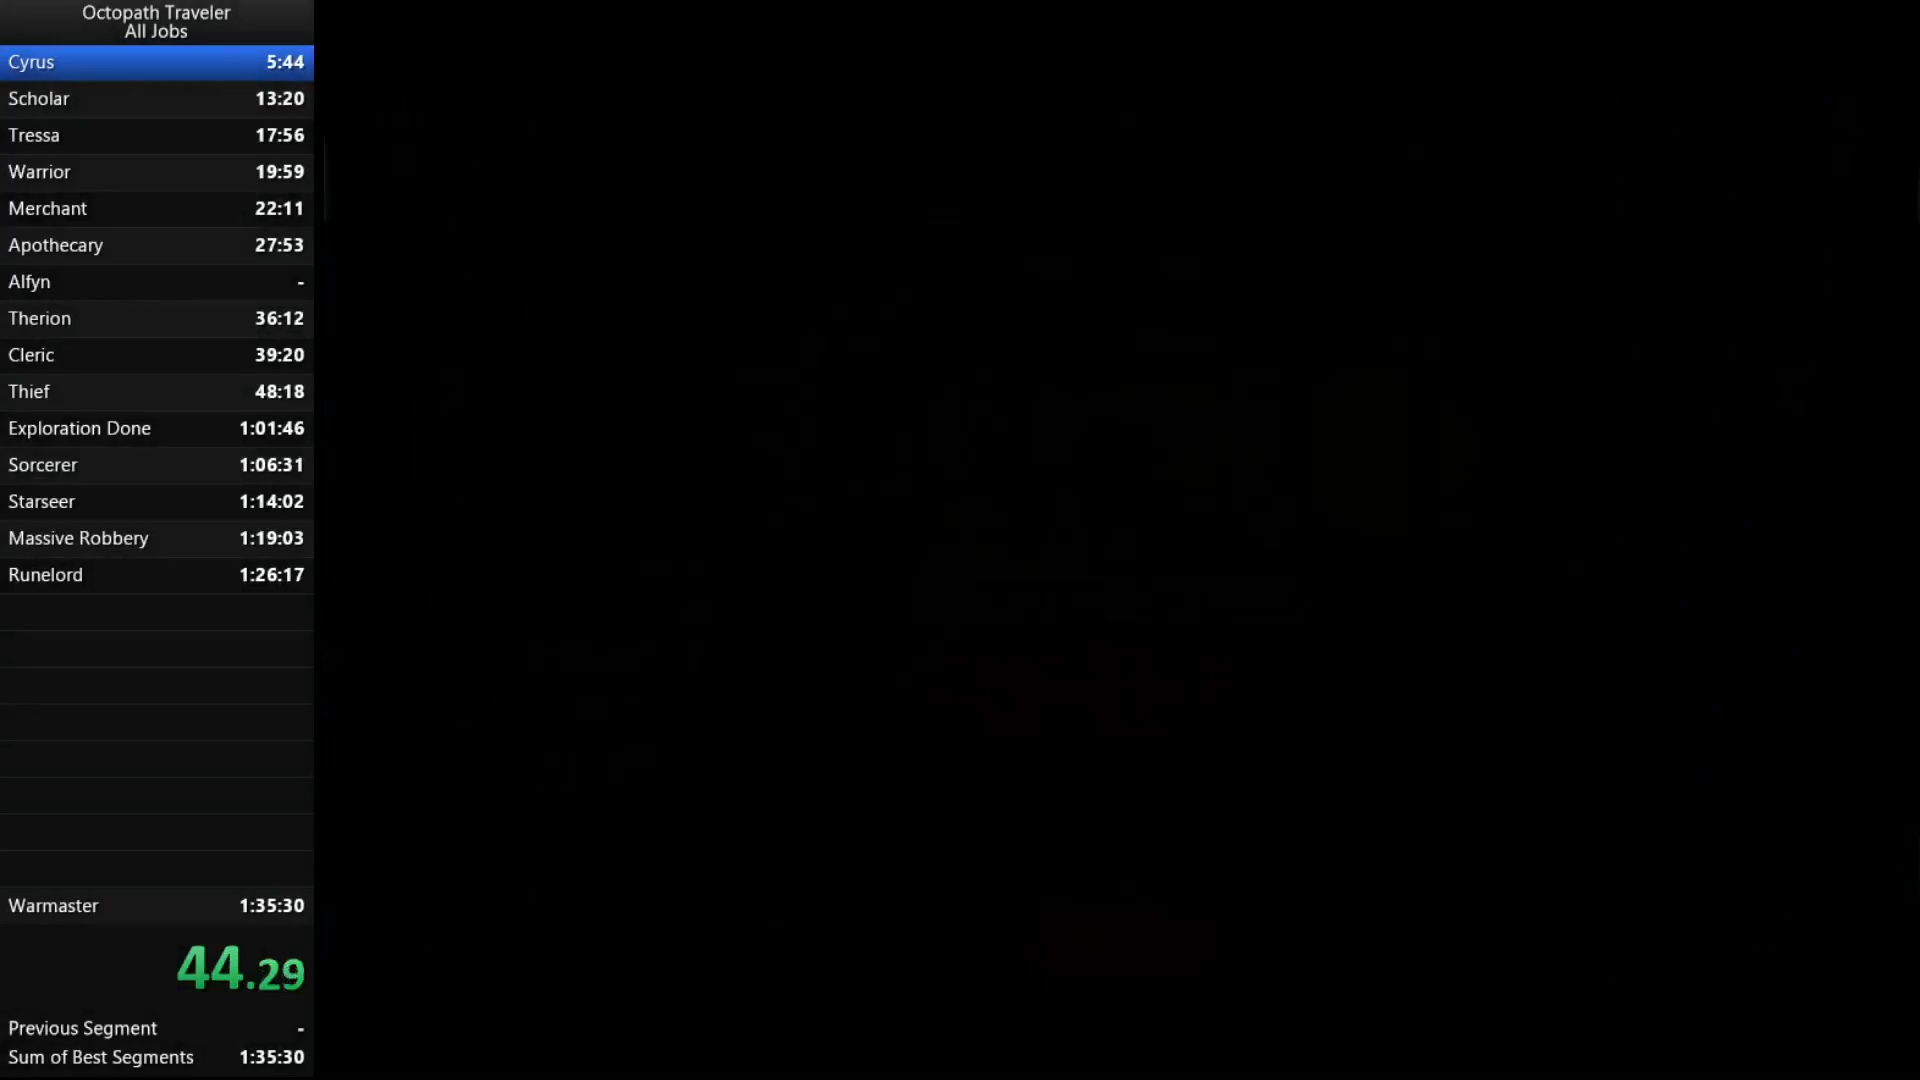 Octopath Traveler
All Jobs
Cyrus 5:44
Scholar 13:20
Tressa 17:56
Warrior 19:59
Merchant 22:11
Apothecary 27:53
Alfyn -
Therion 36:12
Cleric 39:20
Thief 48:18
Exploration Done 1:01:46
Sorcerer 1:06:31
Starseer 1:14:02
Massive Robbery 1:19:03
Runelord 1:26:17
Warmaster 1:35:30
44.29
Previous Segment -
Sum of Best Segments 1:35:30